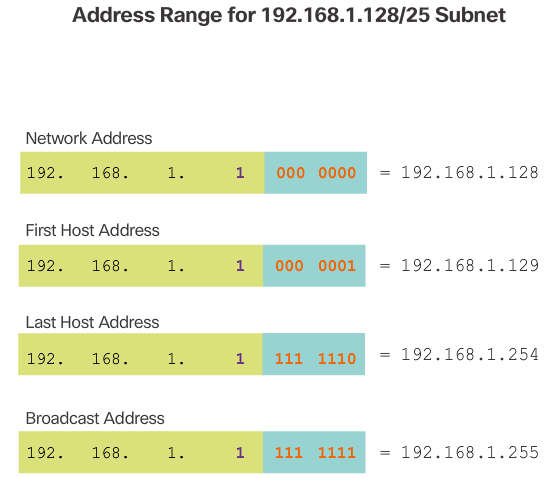 Address Range for 192.168.1.128/25 Subnet
Network Address
192. 168. 1. 1 000 0000 = 192.168.1.128
First Host Address
192. 168. 1. 1 000 0001 = 192.168.1.129
Last Host Address
192. 168. 1. 1 111 1110 = 192.168.1.254
Broadcast Address
192. 168. 1. 1 111 1111 = 192.168.1.255